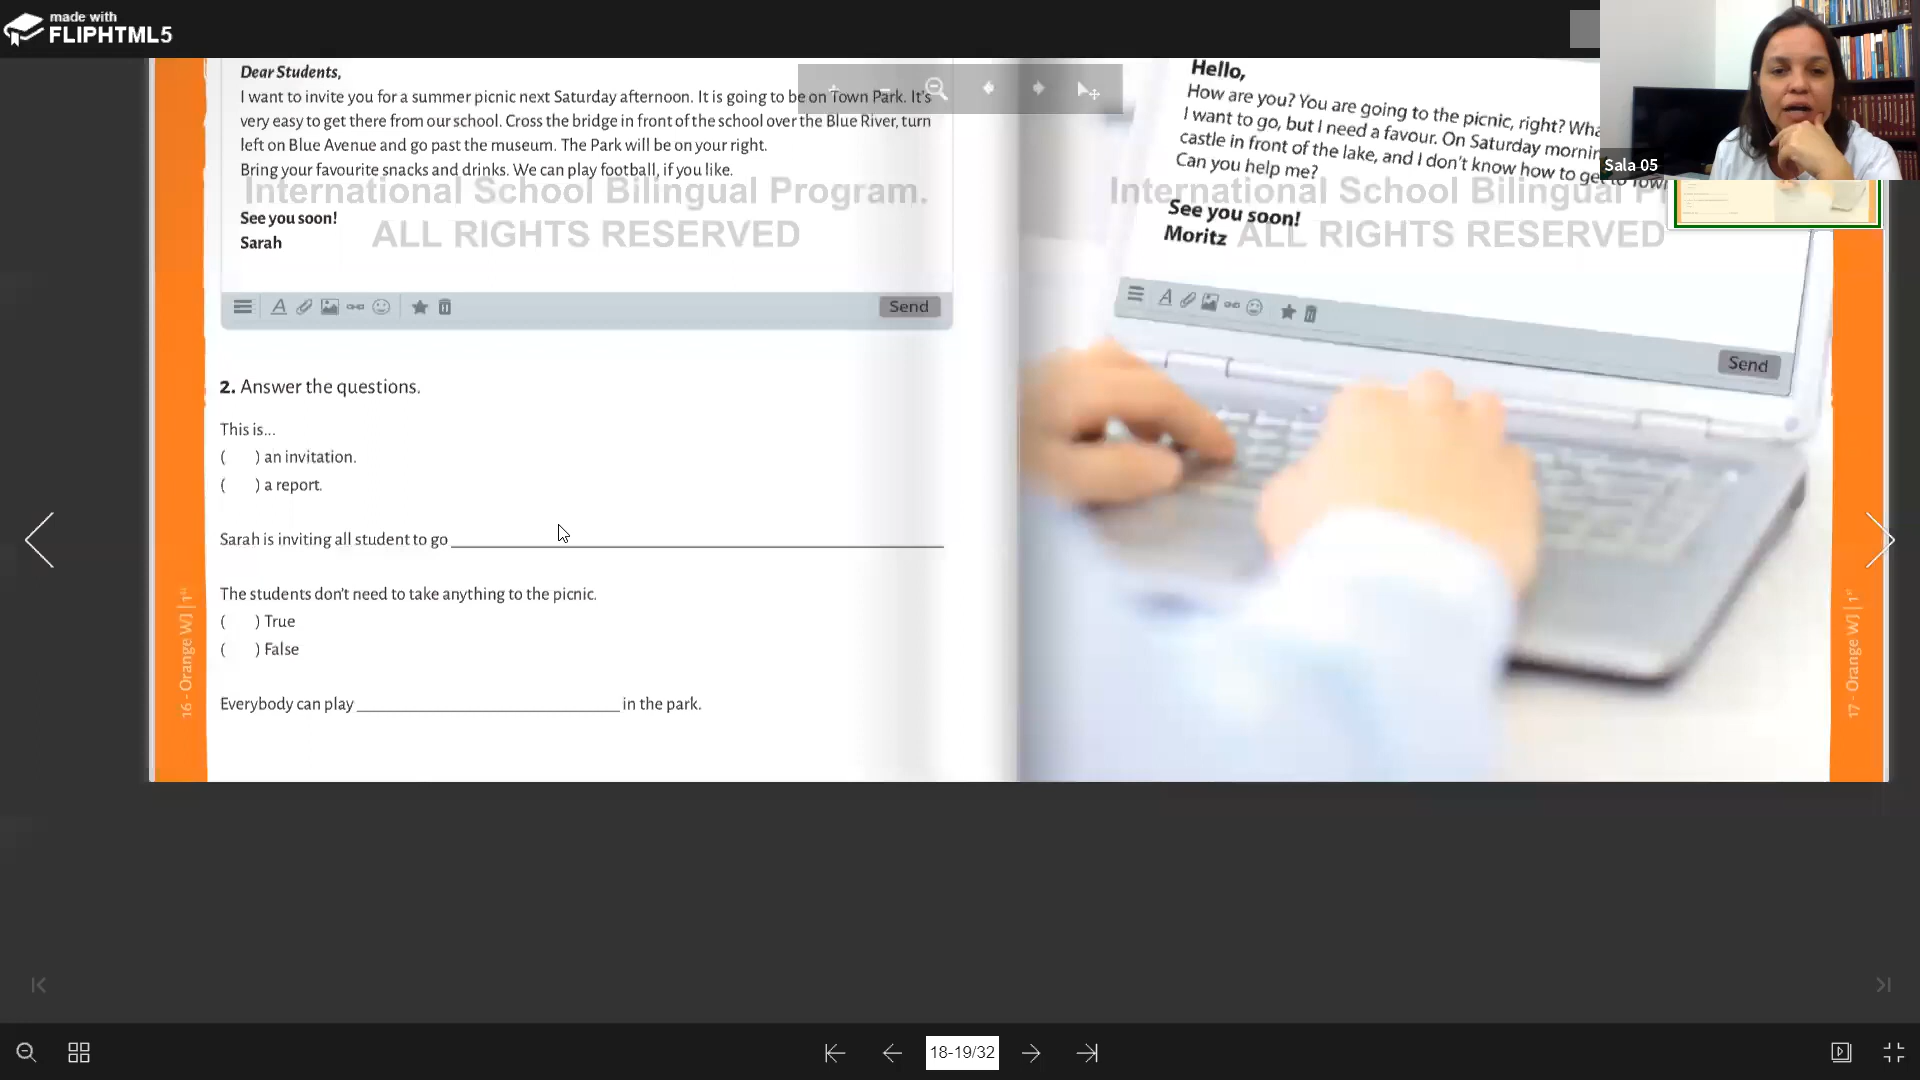 made with
FLIPHTML5
Dear Students,
I want to invite you for a summer picnic next Saturday afternoon. It is going to be on Town Park. It's
very easy to get there from our school. Cross the bridge in front of the school over the Blue River, turn
left on Blue Avenue and go past the museum. The Park will be on your right.
Bring your favourite snacks and drinks. We can play football, if you like.
International School Bilingual Program.
ALL RIGHTS RESERVED
See you soon!
Sarah
Send
2. Answer the questions.
This is...
( ) an invitation.
( ) a report.
Sarah is inviting all student to go ____
The students don't need to take anything to the picnic.
( ) True
( ) False
Everybody can play ____ in the park.
16 - Orange WJ | 1st
Hello,
How are you? You are going to the picnic, right?
I want to go, but I need a favour. On Saturday
castle in front of the lake, and I don't know how to get to
Can you help me?
International School Bilingual
ALL RIGHTS RESERVED
See you soon!
Moritz
Send
17 - Orange WJ | 1st
Sala 05
18-19/32